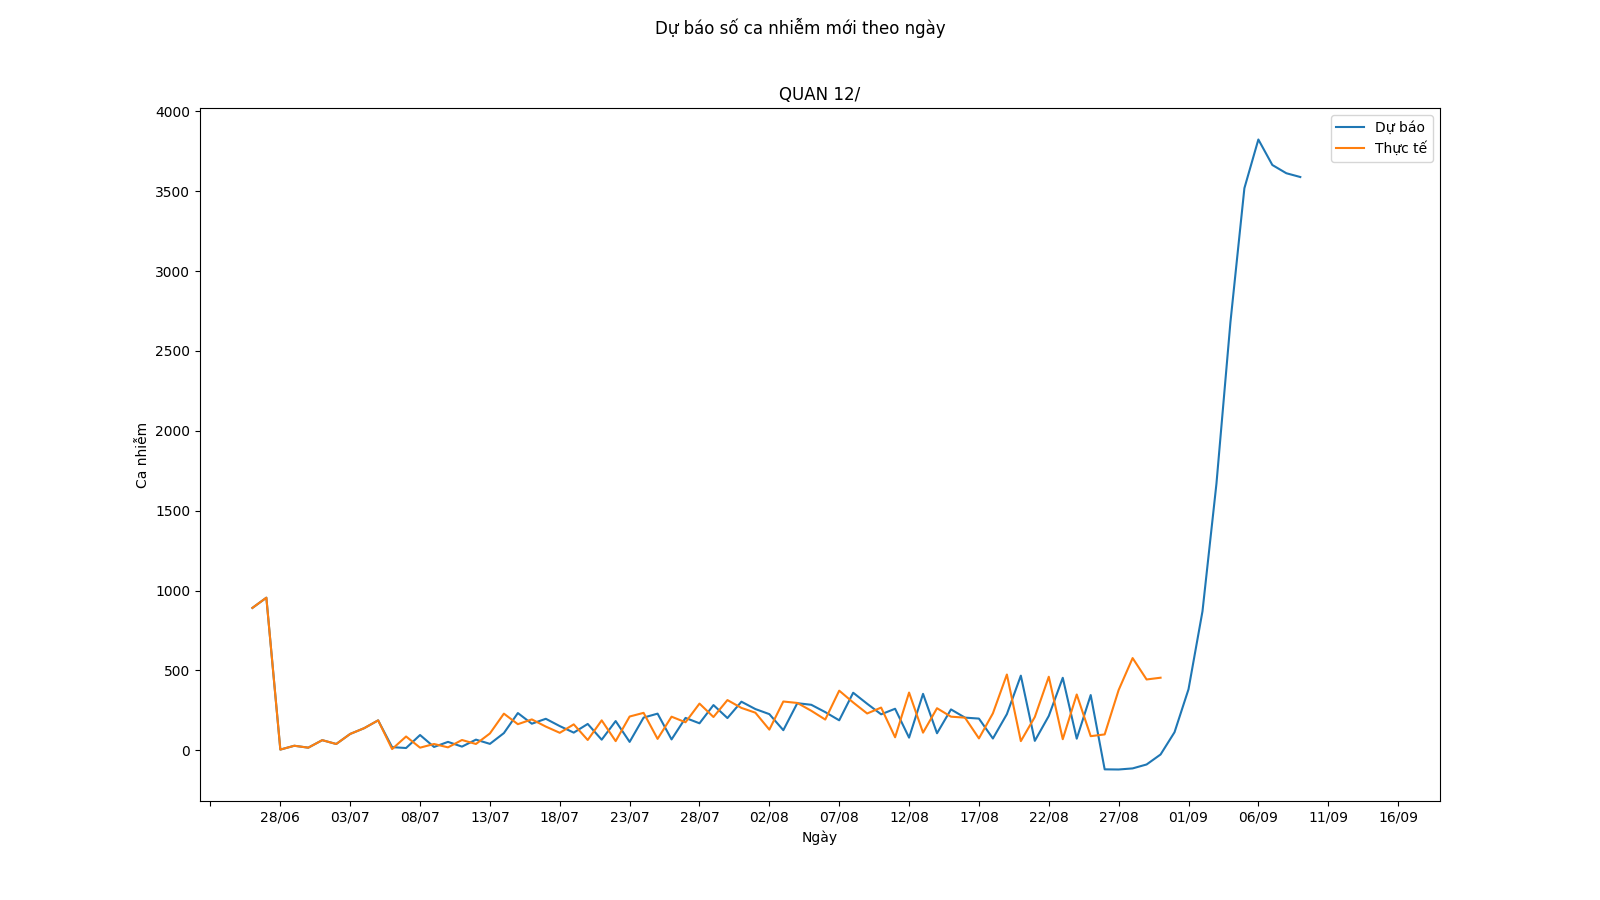 Dự báo số ca nhiễm mới theo ngày
QUAN 12/
4000
3500
3000
2500
2000
1500
1000
500
0
Ca nhiễm
Dự báo
Thực tế
28/06 03/07 08/07 13/07 18/07 23/07 28/07 02/08 07/08 12/08 17/08 22/08 27/08 01/09 06/09 11/09 16/09
Ngày